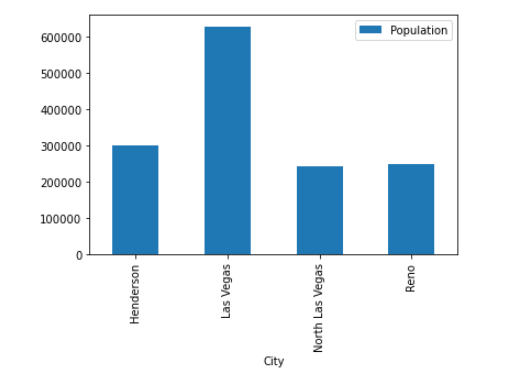 Population
600000
500000
400000
300000
200000
100000
0
Henderson
Las Vegas
North Las Vegas
Reno
City